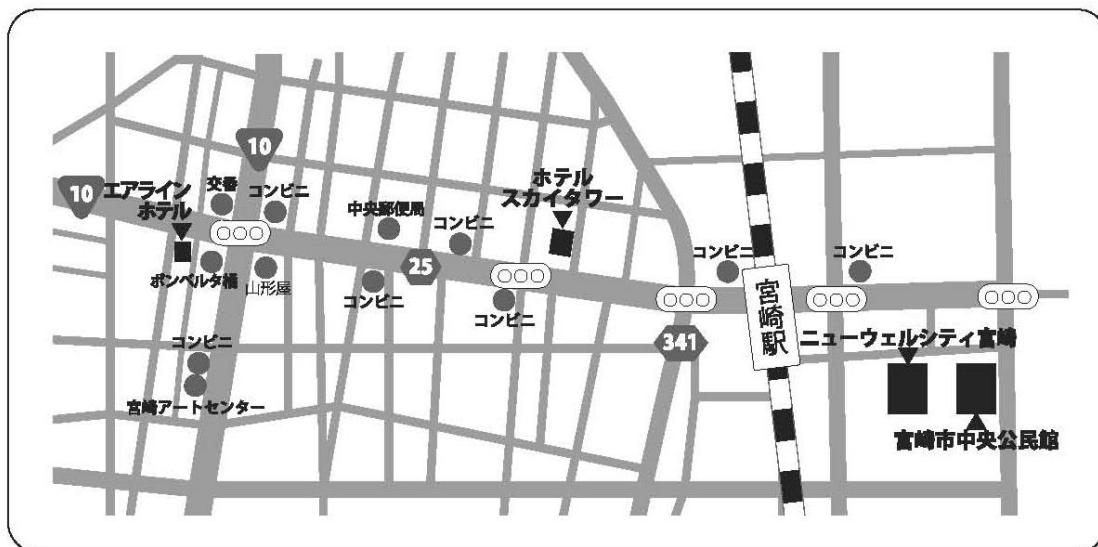 10
10
エアライン
ホテル
交番
コンビニ
中央郵便局
コンビニ
ホテル
スカイタワー
コンビニ
コンビニ
ボンベルタ橘
山形屋
コンビニ
25
コンビニ
宮崎駅
341
コンビニ
宮崎アートセンター
ニューウェルシティ宮崎
宮崎市中央公民館